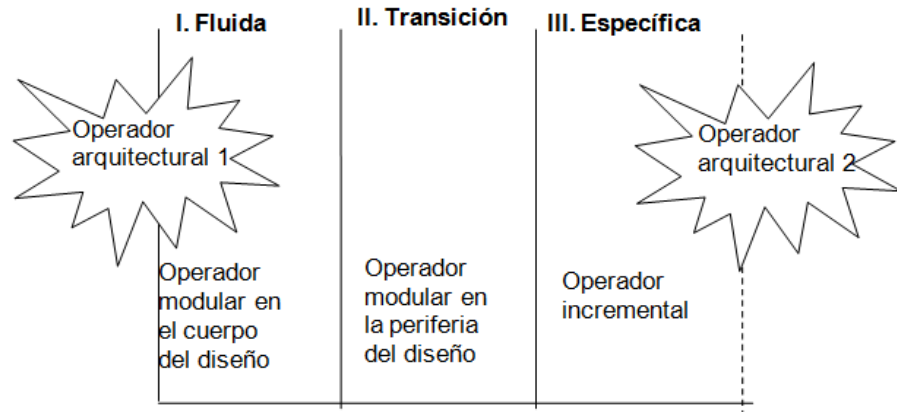 I. Fluida
II. Transición
III. Específica
Operador
arquitectural 1
Operador
arquitectural 2
Operador
modular en
el cuerpo
del diseño
Operador
modular en
la periferia
del diseño
Operador
incremental